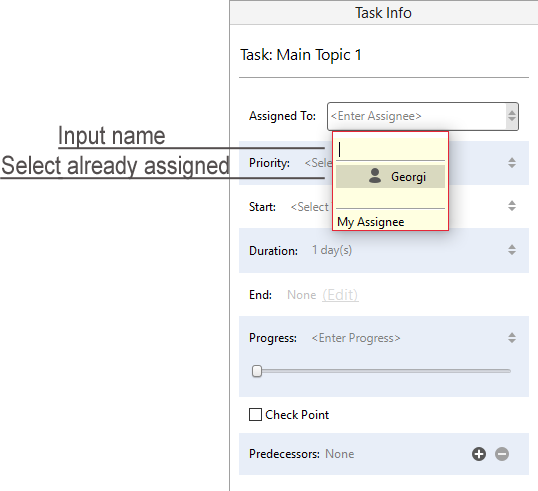 Task Info
Task: Main Topic 1
Assigned To: <Enter Assignee>
Input name
Select already assigned
Priority: <Sele
Georgi
Start: <Select
My Assignee
Duration: 1 day(s)
End: None (Edit)
Progress: <Enter Progress>
Check Point
Predecessors: None